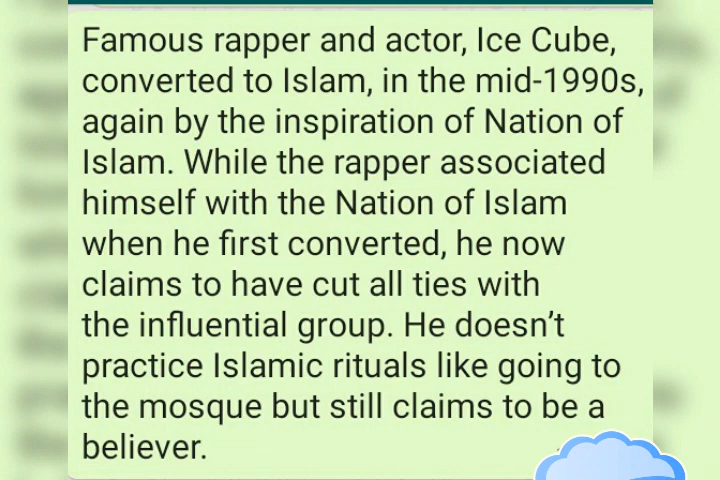 Famous rapper and actor, Ice Cube,
converted to Islam, in the mid-1990s,
again by the inspiration of Nation of
Islam. While the rapper associated
himself with the Nation of Islam
when he first converted, he now
claims to have cut all ties with
the influential group. He doesn’t
practice Islamic rituals like going to
the mosque but still claims to be a
believer.